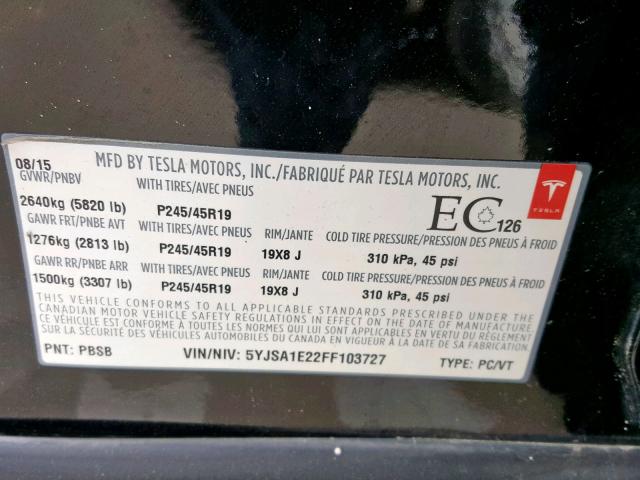 08/15 MFD BY TESLA MOTORS, INC./FABRIQUÉ PAR TESLA MOTORS, INC.
GVWR/PNBV WITH TIRES/AVEC PNEUS
2640kg (5820 lb) P245/45R19 EC 126 TESLA
GAWR FRT/PNBE AVT WITH TIRES/AVEC PNEUS RIM/JANTE COLD TIRE PRESSURE/PRESSION DES PNEUS À FROID
1276kg (2813 lb) P245/45R19 19X8 J 310 kPa, 45 psi
GAWR RR/PNBE ARR WITH TIRES/AVEC PNEUS RIM/JANTE COLD TIRE PRESSURE/PRESSION DES PNEUS À FROID
1500kg (3307 lb) P245/45R19 19X8 J 310 kPa, 45 psi
THIS VEHICLE CONFORMS TO ALL APPLICABLE STANDARDS PRESCRIBED UNDER THE
CANADIAN MOTOR VEHICLE SAFETY REGULATIONS IN EFFECT ON THE DATE OF MANUFACTURE
CE VÉHICULE EST CONFORME À TOUTES LES NORMES QUI LUI SONT APPLICABLES EN VERTU DU RÈGLEMENT
SUR LA SÉCURITÉ DES VÉHICULES AUTOMOBILES DU CANADA EN VIGUEUR À LA DATE DE SA FABRICATION
PNT: PBSB VIN/NIV: 5YJSA1E22FF103727 TYPE: PC/VT